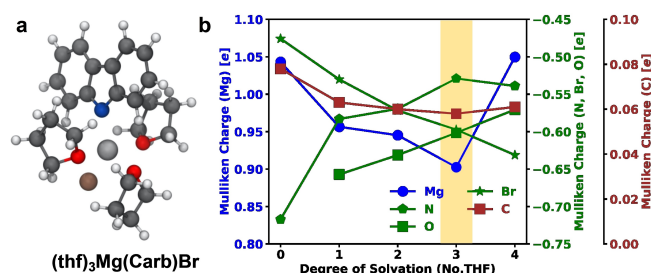 a
(thf)₃Mg(Carb)Br
b
Mulliken Charge (Mg) [e]
1.10
1.05
1.00
0.95
0.90
0.85
0.80
0 1 2 3 4
Degree of Solvation (No.THF)
Mg
N
O
Br
C
−0.45
−0.50
−0.55
−0.60
−0.65
−0.70
−0.75
Mulliken Charge (N, Br, O) [e]
0.10
0.08
0.06
0.04
0.02
0.00
Mulliken Charge (C) [e]